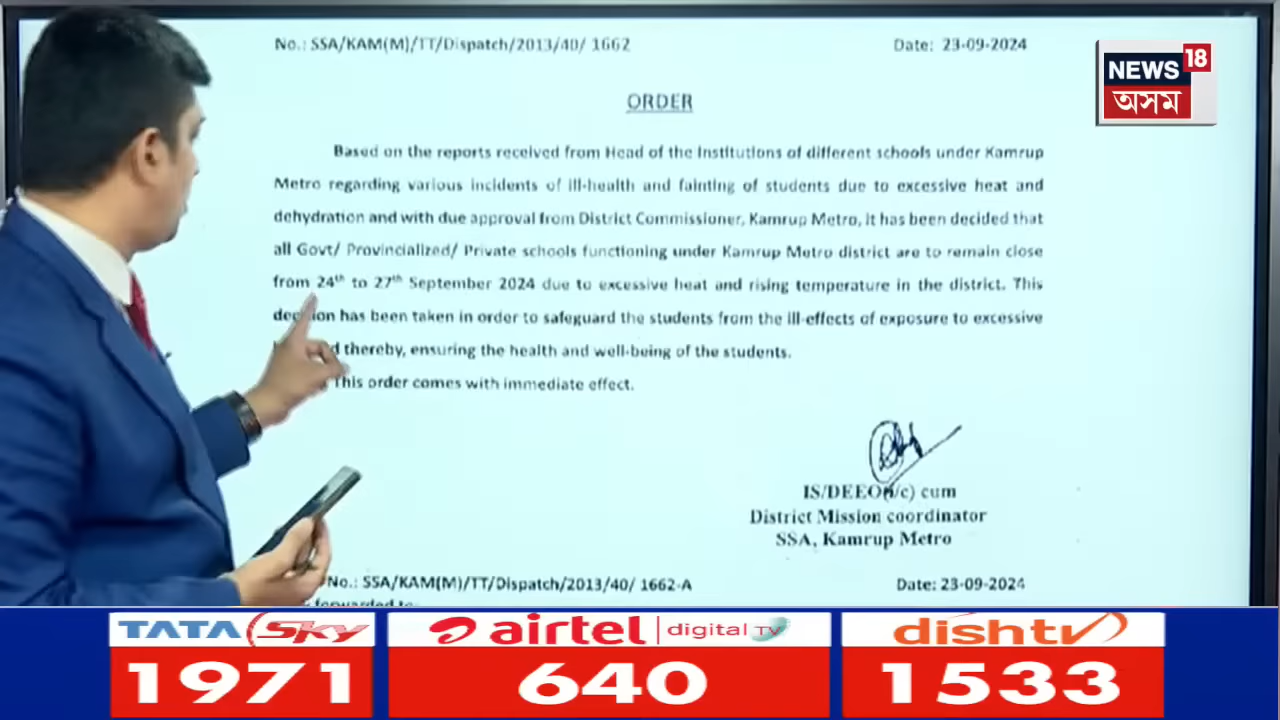 No.: SSA/KAM(M)/TT/Dispatch/2013/40/ 1662 Date: 23-09-2024
NEWS 18
অসম
ORDER
Based on the reports received from Head of the Institutions of different schools under Kamrup
Metro regarding various incidents of ill-health and fainting of students due to excessive heat and
dehydration and with due approval from District Commissioner, Kamrup Metro, it has been decided that
all Govt/ Provincialized/ Private schools functioning under Kamrup Metro district are to remain close
from 24th to 27th September 2024 due to excessive heat and rising temperature in the district. This
has been taken in order to safeguard the students from the ill-effects of exposure to excessive
thereby, ensuring the health and well-being of the students.
This order comes with immediate effect.
IS/DEEO(i/c) cum
District Mission coordinator
SSA, Kamrup Metro
No.: SSA/KAM(M)/TT/Dispatch/2013/40/ 1662-A Date: 23-09-2024
TATA Sky airtel digital TV dishtv
1971 640 1533